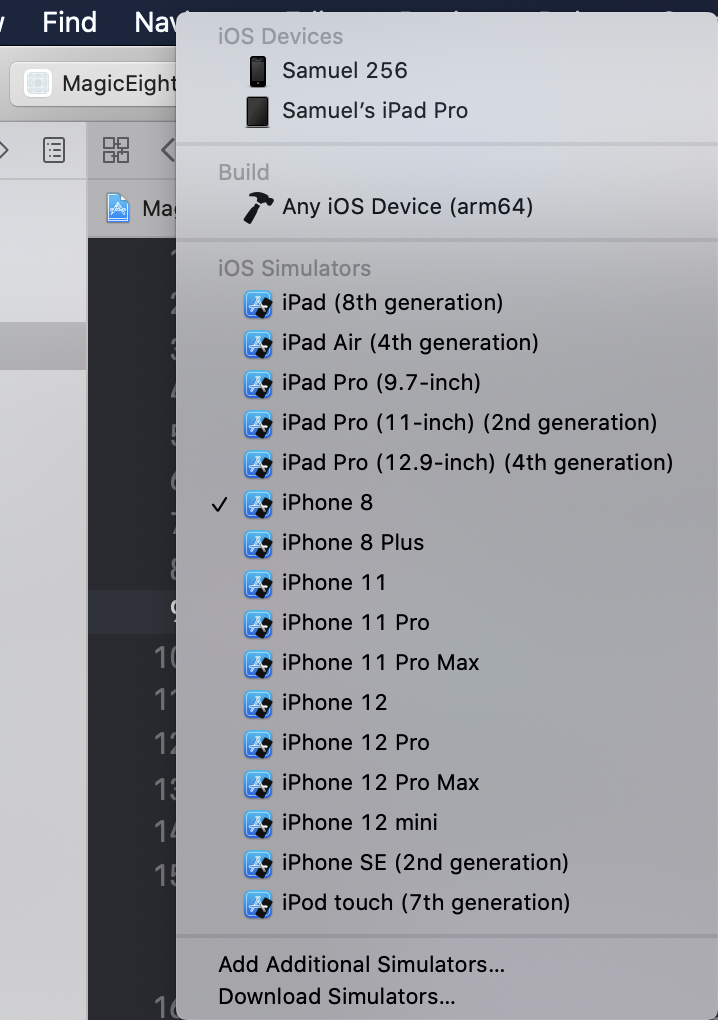 Find
iOS Devices
Samuel 256
MagicEight
Samuel’s iPad Pro
Build
Any iOS Device (arm64)
iOS Simulators
iPad (8th generation)
iPad Air (4th generation)
iPad Pro (9.7-inch)
iPad Pro (11-inch) (2nd generation)
iPad Pro (12.9-inch) (4th generation)
✓ iPhone 8
iPhone 8 Plus
iPhone 11
iPhone 11 Pro
iPhone 11 Pro Max
iPhone 12
iPhone 12 Pro
iPhone 12 Pro Max
iPhone 12 mini
iPhone SE (2nd generation)
iPod touch (7th generation)
Add Additional Simulators...
Download Simulators...